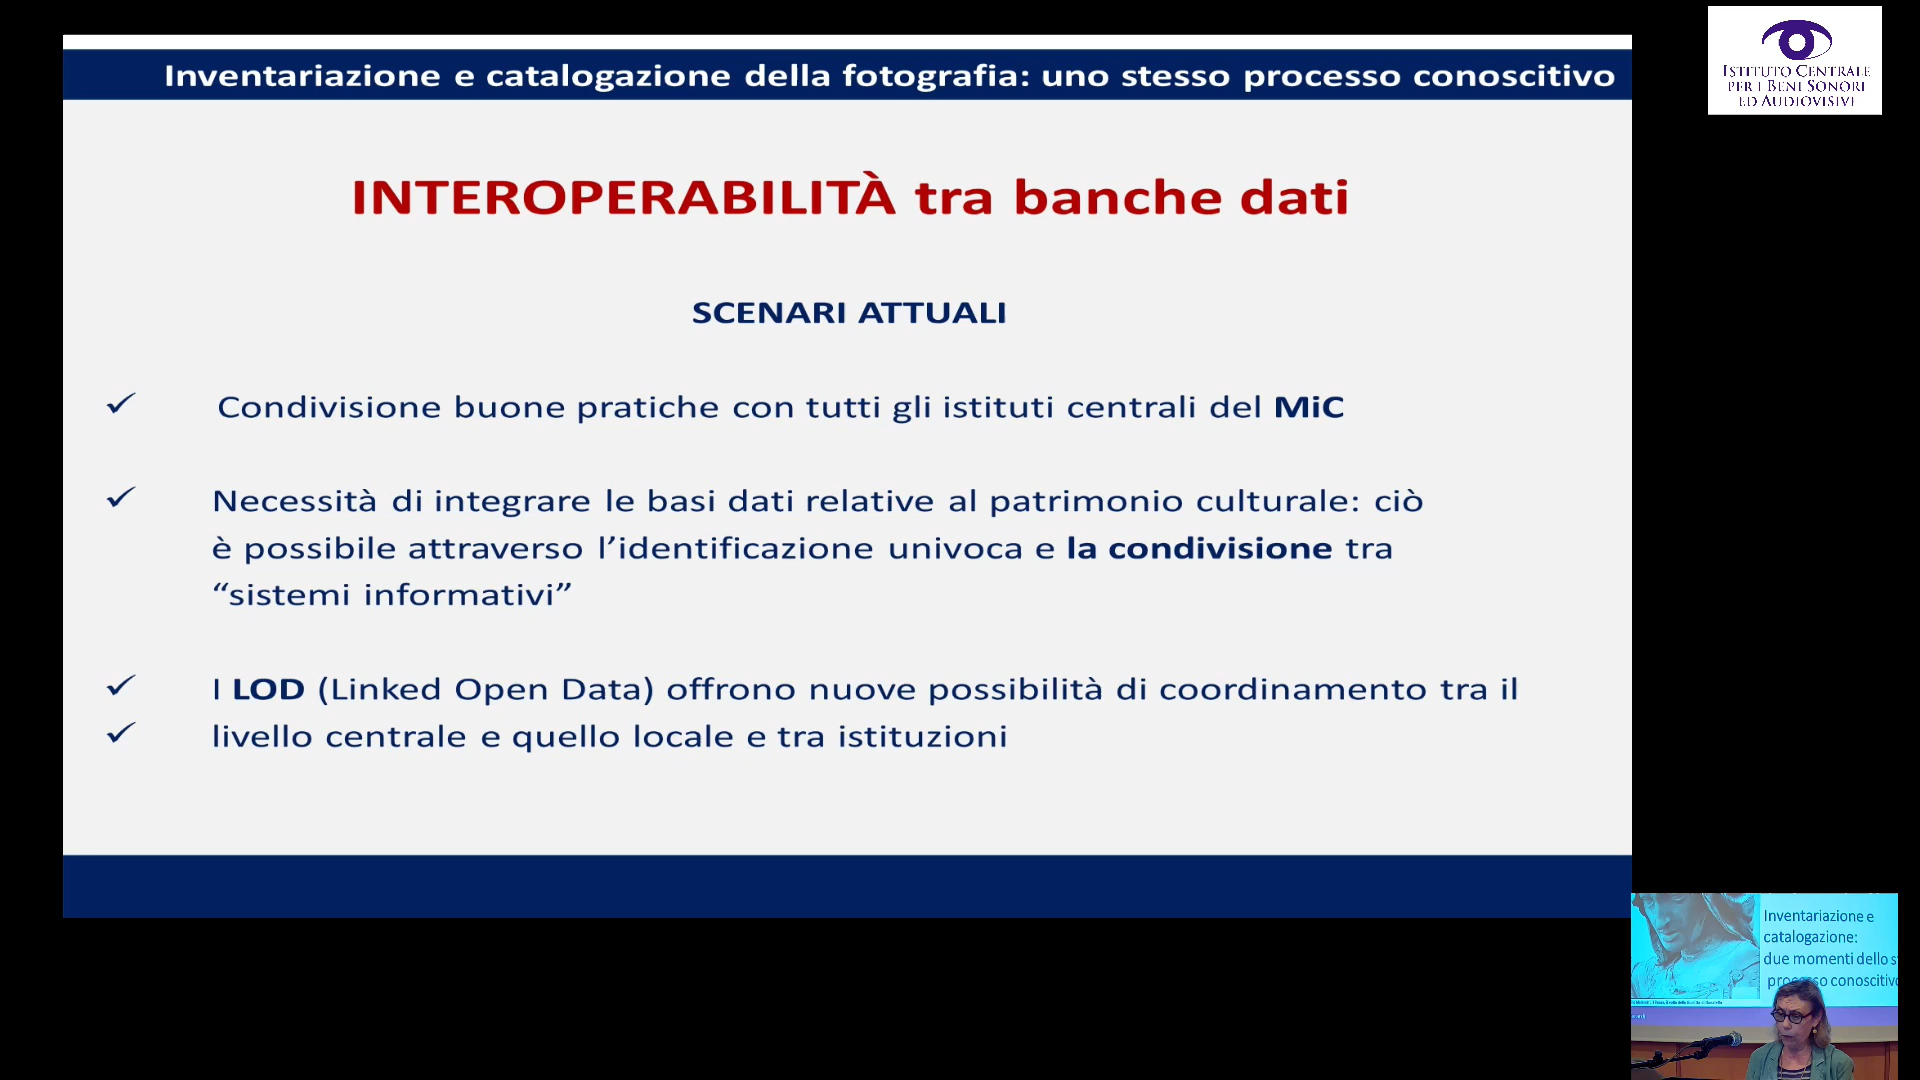 Inventariazione e catalogazione della fotografia: uno stesso processo conoscitivo
INTEROPERABILITÀ tra banche dati
SCENARI ATTUALI
✓ Condivisione buone pratiche con tutti gli istituti centrali del MiC
✓ Necessità di integrare le basi dati relative al patrimonio culturale: ciò
è possibile attraverso l’identificazione univoca e la condivisione tra
“sistemi informativi”
✓ I LOD (Linked Open Data) offrono nuove possibilità di coordinamento tra il
✓ livello centrale e quello locale e tra istituzioni
ISTITUTO CENTRALE
PER I BENI SONORI
ED AUDIOVISIVI
Inventariazione e
catalogazione:
due momenti dello s
conoscitivo